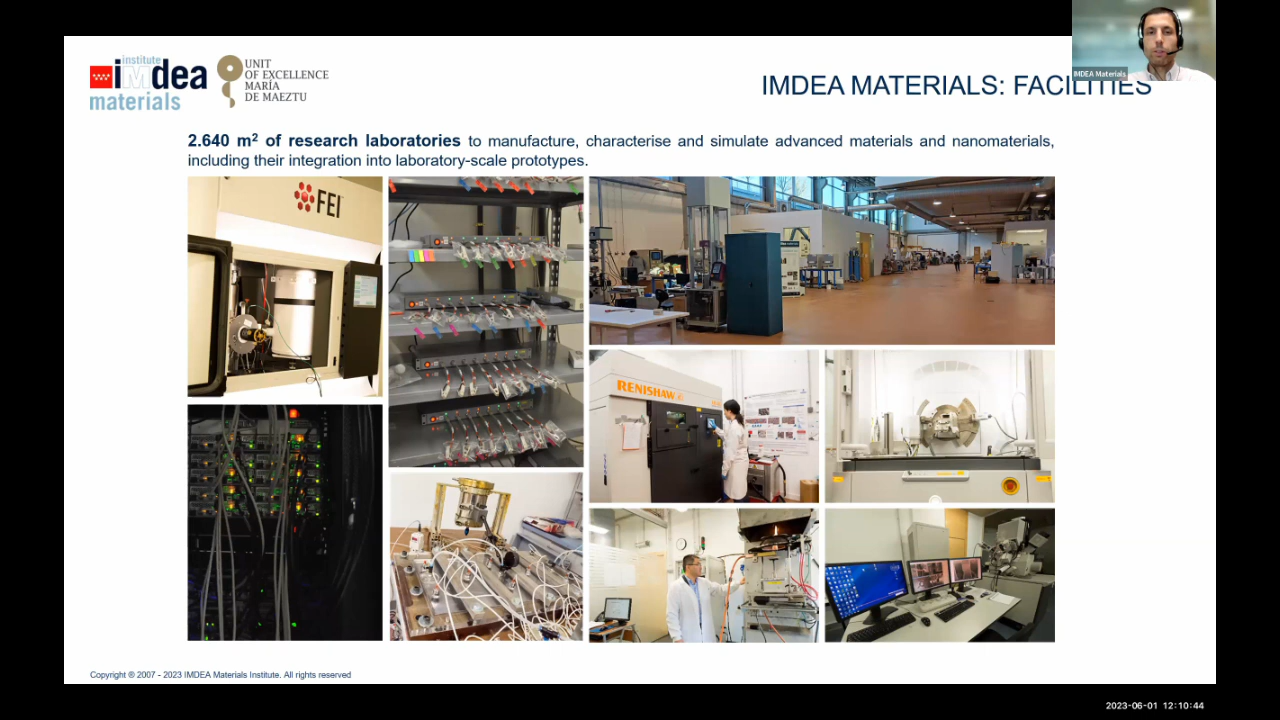 institute
imdea
materials
UNIT
OF EXCELLENCE
MARÍA
DE MAEZTU
IMDEA Materials
IMDEA MATERIALS: FACILITIES
2.640 m² of research laboratories to manufacture, characterise and simulate advanced materials and nanomaterials,
including their integration into laboratory-scale prototypes.
FEI
RENISHAW
Copyright ® 2007 - 2023 IMDEA Materials Institute. All rights reserved
2023-06-01 12:10:44